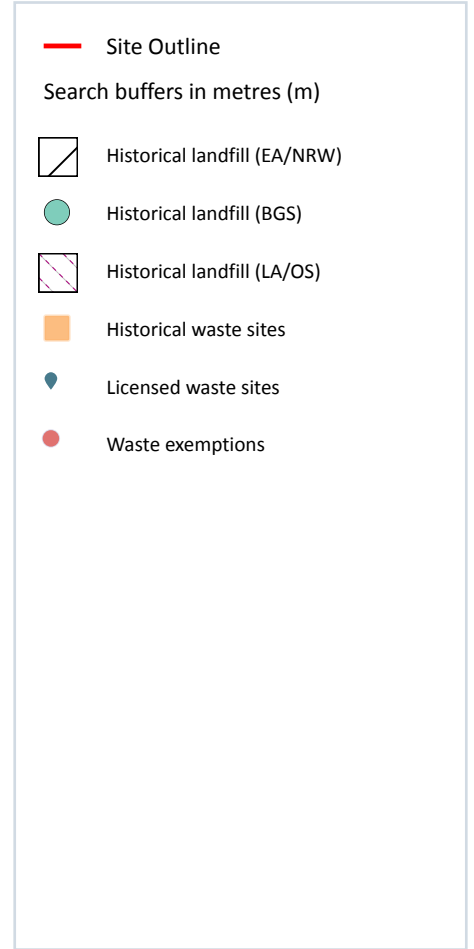 Site Outline
Search buffers in metres (m)
Historical landfill (EA/NRW)
Historical landfill (BGS)
Historical landfill (LA/OS)
Historical waste sites
Licensed waste sites
Waste exemptions